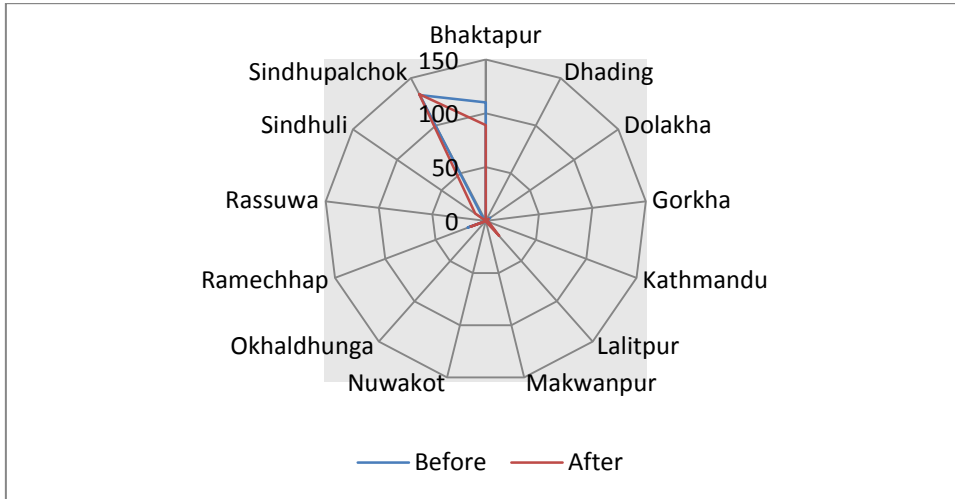 Bhaktapur
150
Sindhupalchok
Dhading
100
Sindhuli
Dolakha
50
Rassuwa
Gorkha
0
Ramechhap
Kathmandu
Okhaldhunga
Lalitpur
Nuwakot
Makwanpur
Before
After